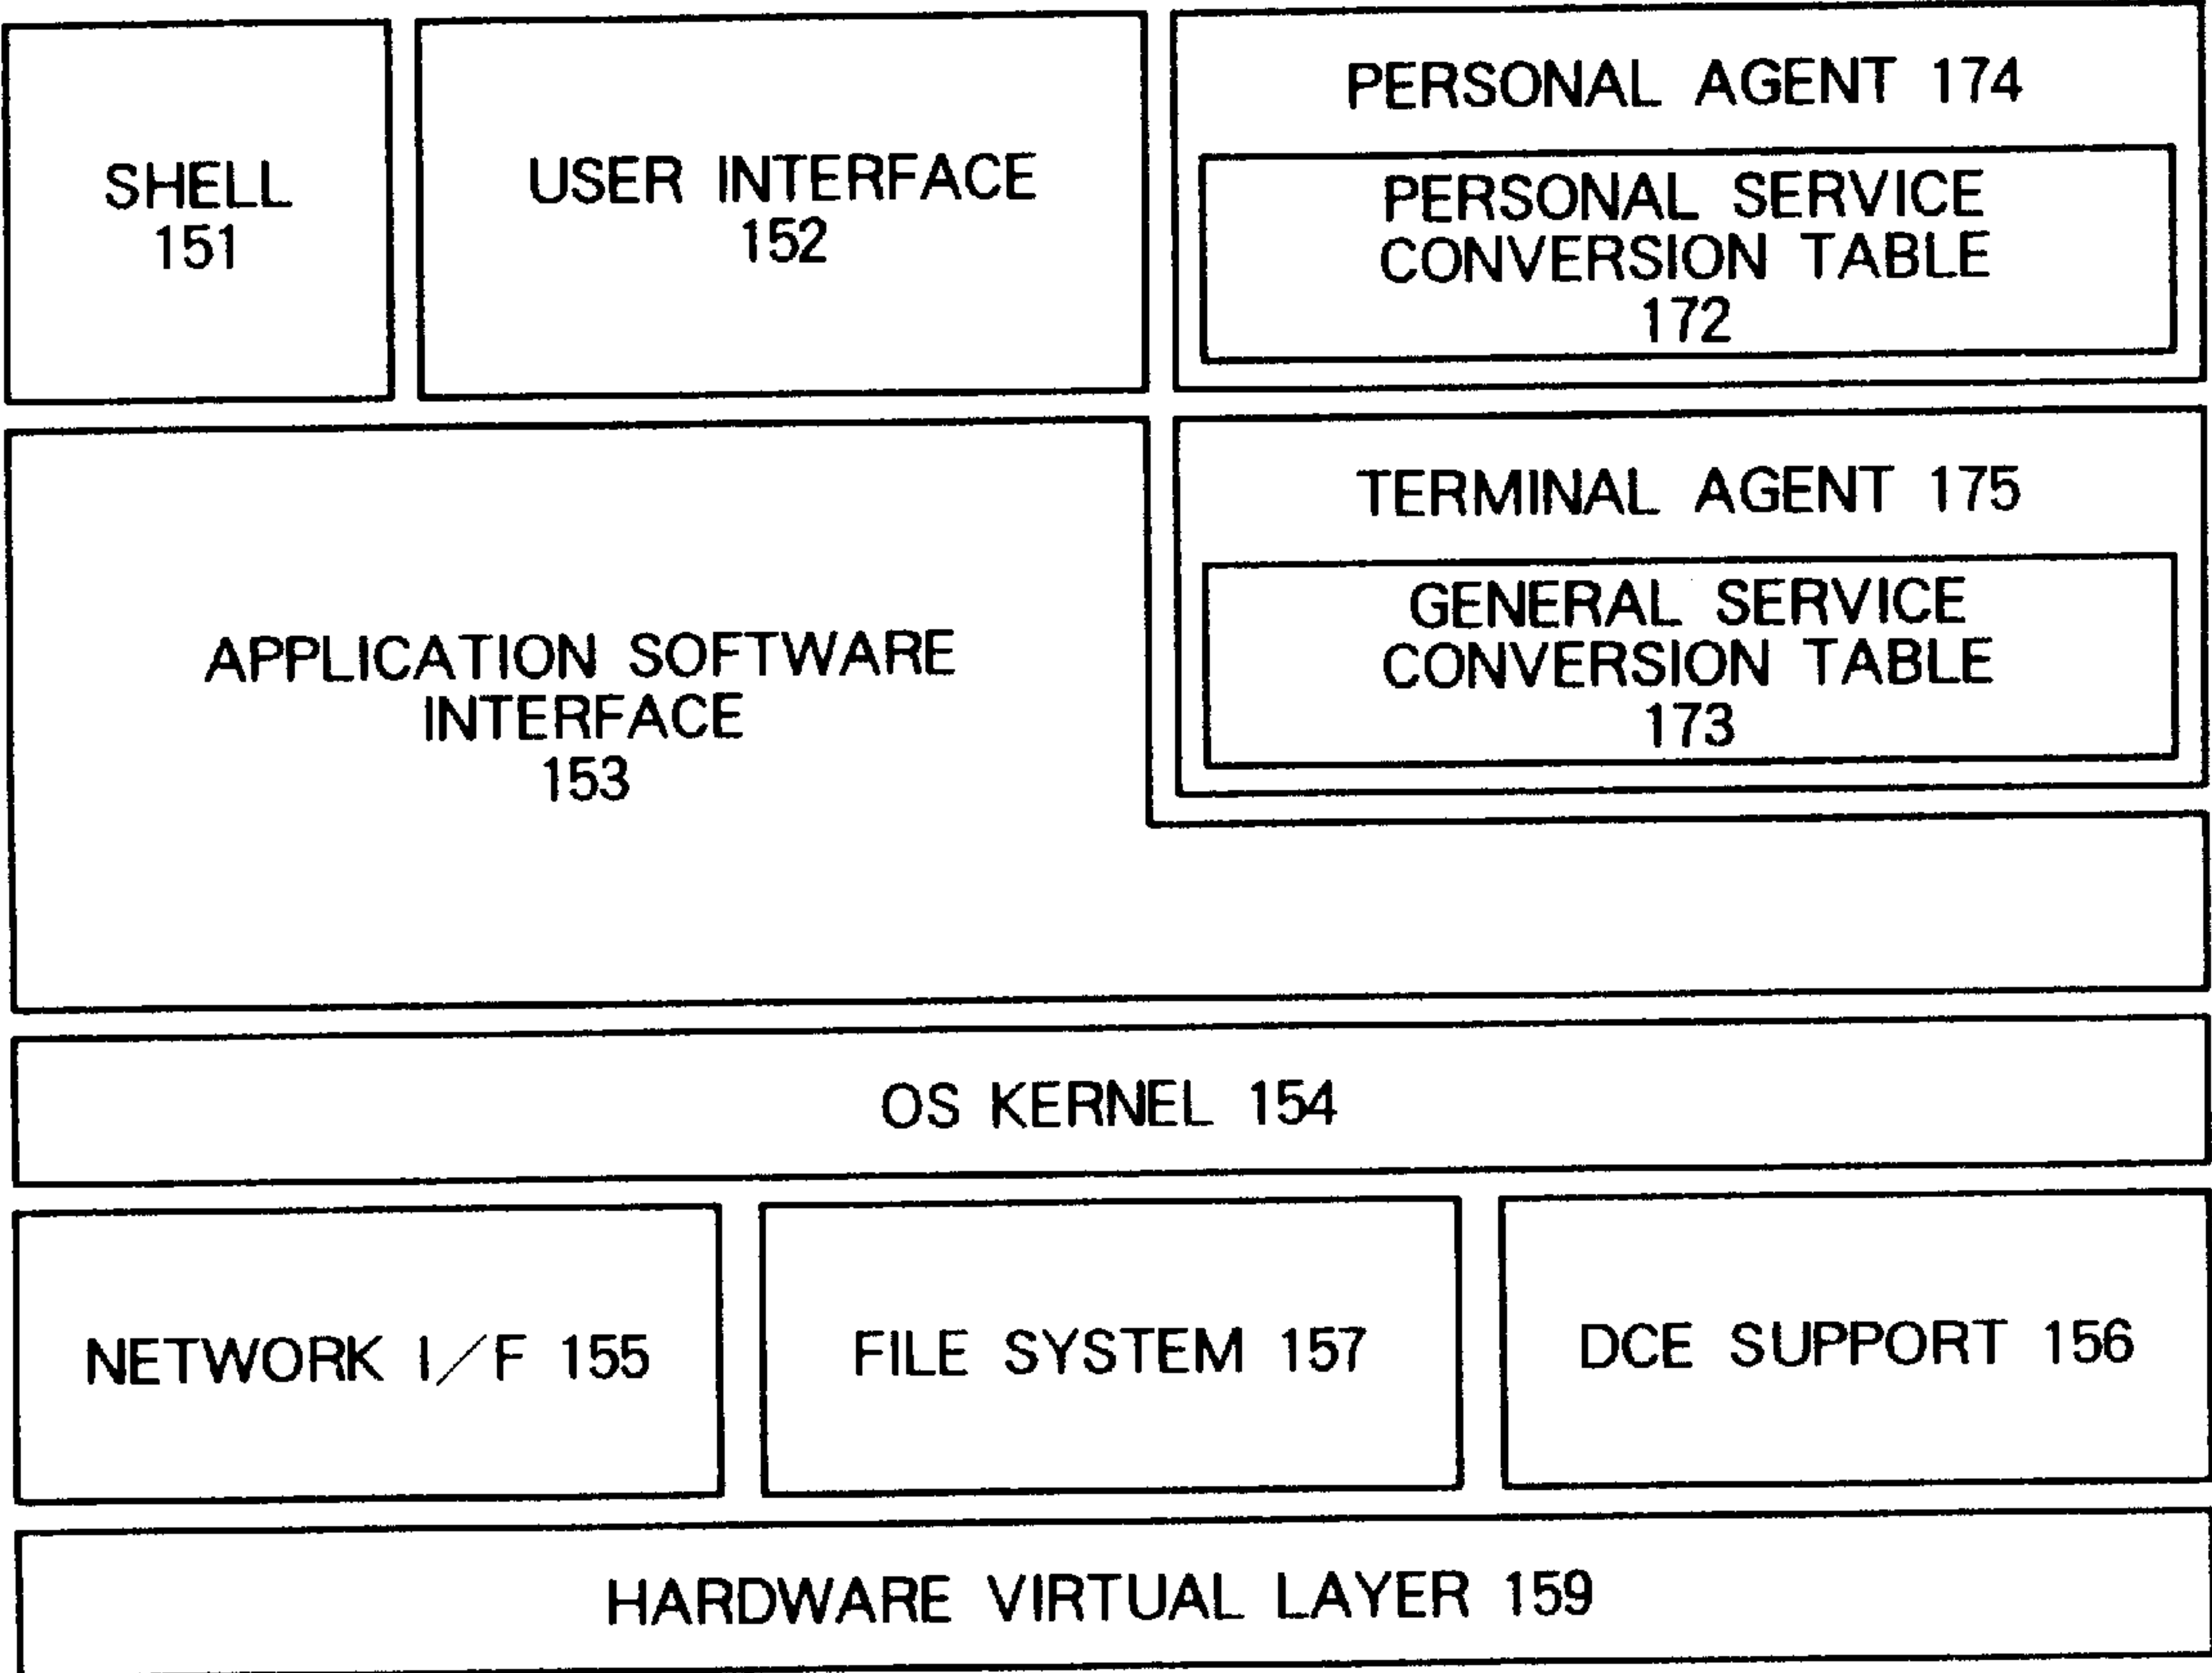 SHELL
151
USER INTERFACE
152
PERSONAL AGENT 174
PERSONAL SERVICE
CONVERSION TABLE
172
APPLICATION SOFTWARE
INTERFACE
153
TERMINAL AGENT 175
GENERAL SERVICE
CONVERSION TABLE
173
OS KERNEL 154
NETWORK I/F 155
FILE SYSTEM 157
DCE SUPPORT 156
HARDWARE VIRTUAL LAYER 159